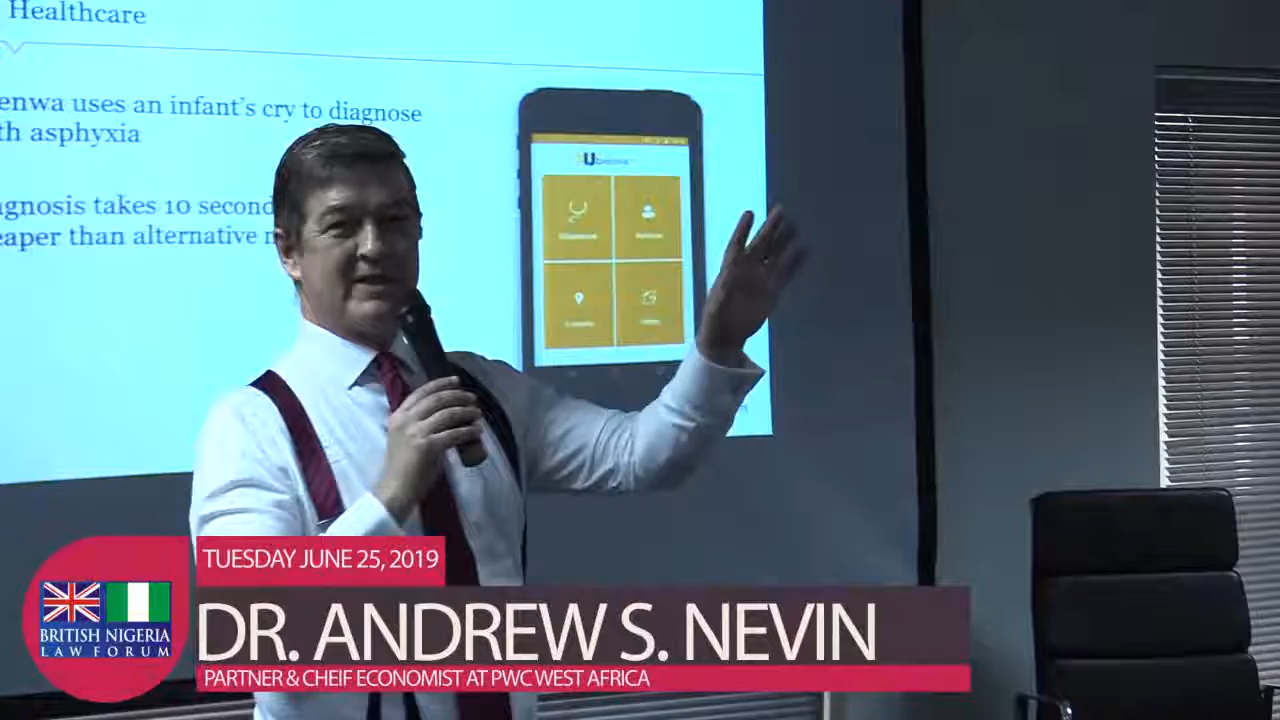 Healthcare
enwa uses an infant's cry to diagnose
th asphyxia
agnosis takes 10 second
eaper than alternative
TUESDAY JUNE 25, 2019
DR. ANDREW S. NEVIN
PARTNER & CHEIF ECONOMIST AT PWC WEST AFRICA
BRITISH NIGERIA
LAW FORUM